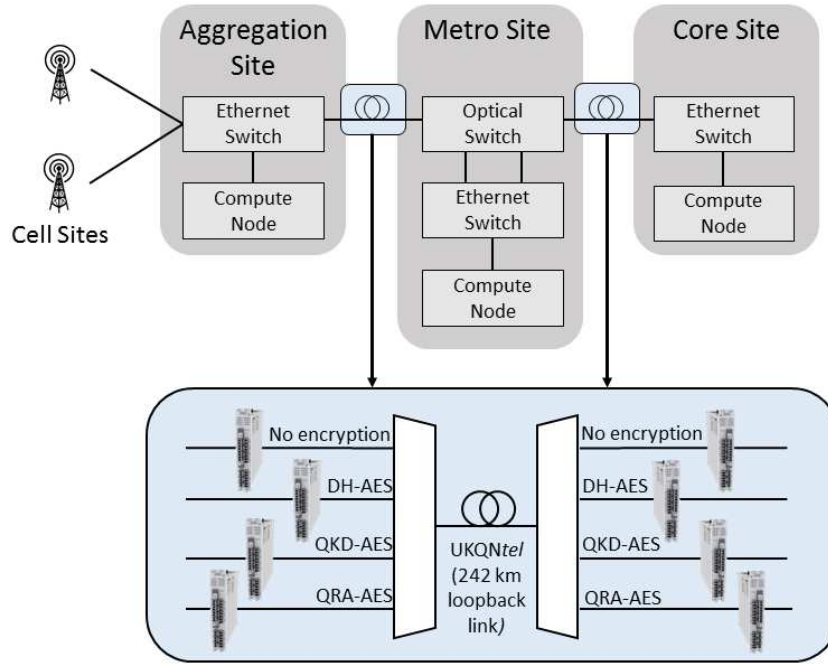 Aggregation
Site
Metro Site
Core Site
Ethernet
Switch
Optical
Switch
Ethernet
Switch
Compute
Node
Ethernet
Switch
Compute
Node
Cell Sites
Compute
Node
No encryption
No encryption
DH-AES
DH-AES
QKD-AES
QKD-AES
QRA-AES
QRA-AES
UKQNtel
(242 km
loopback
link)